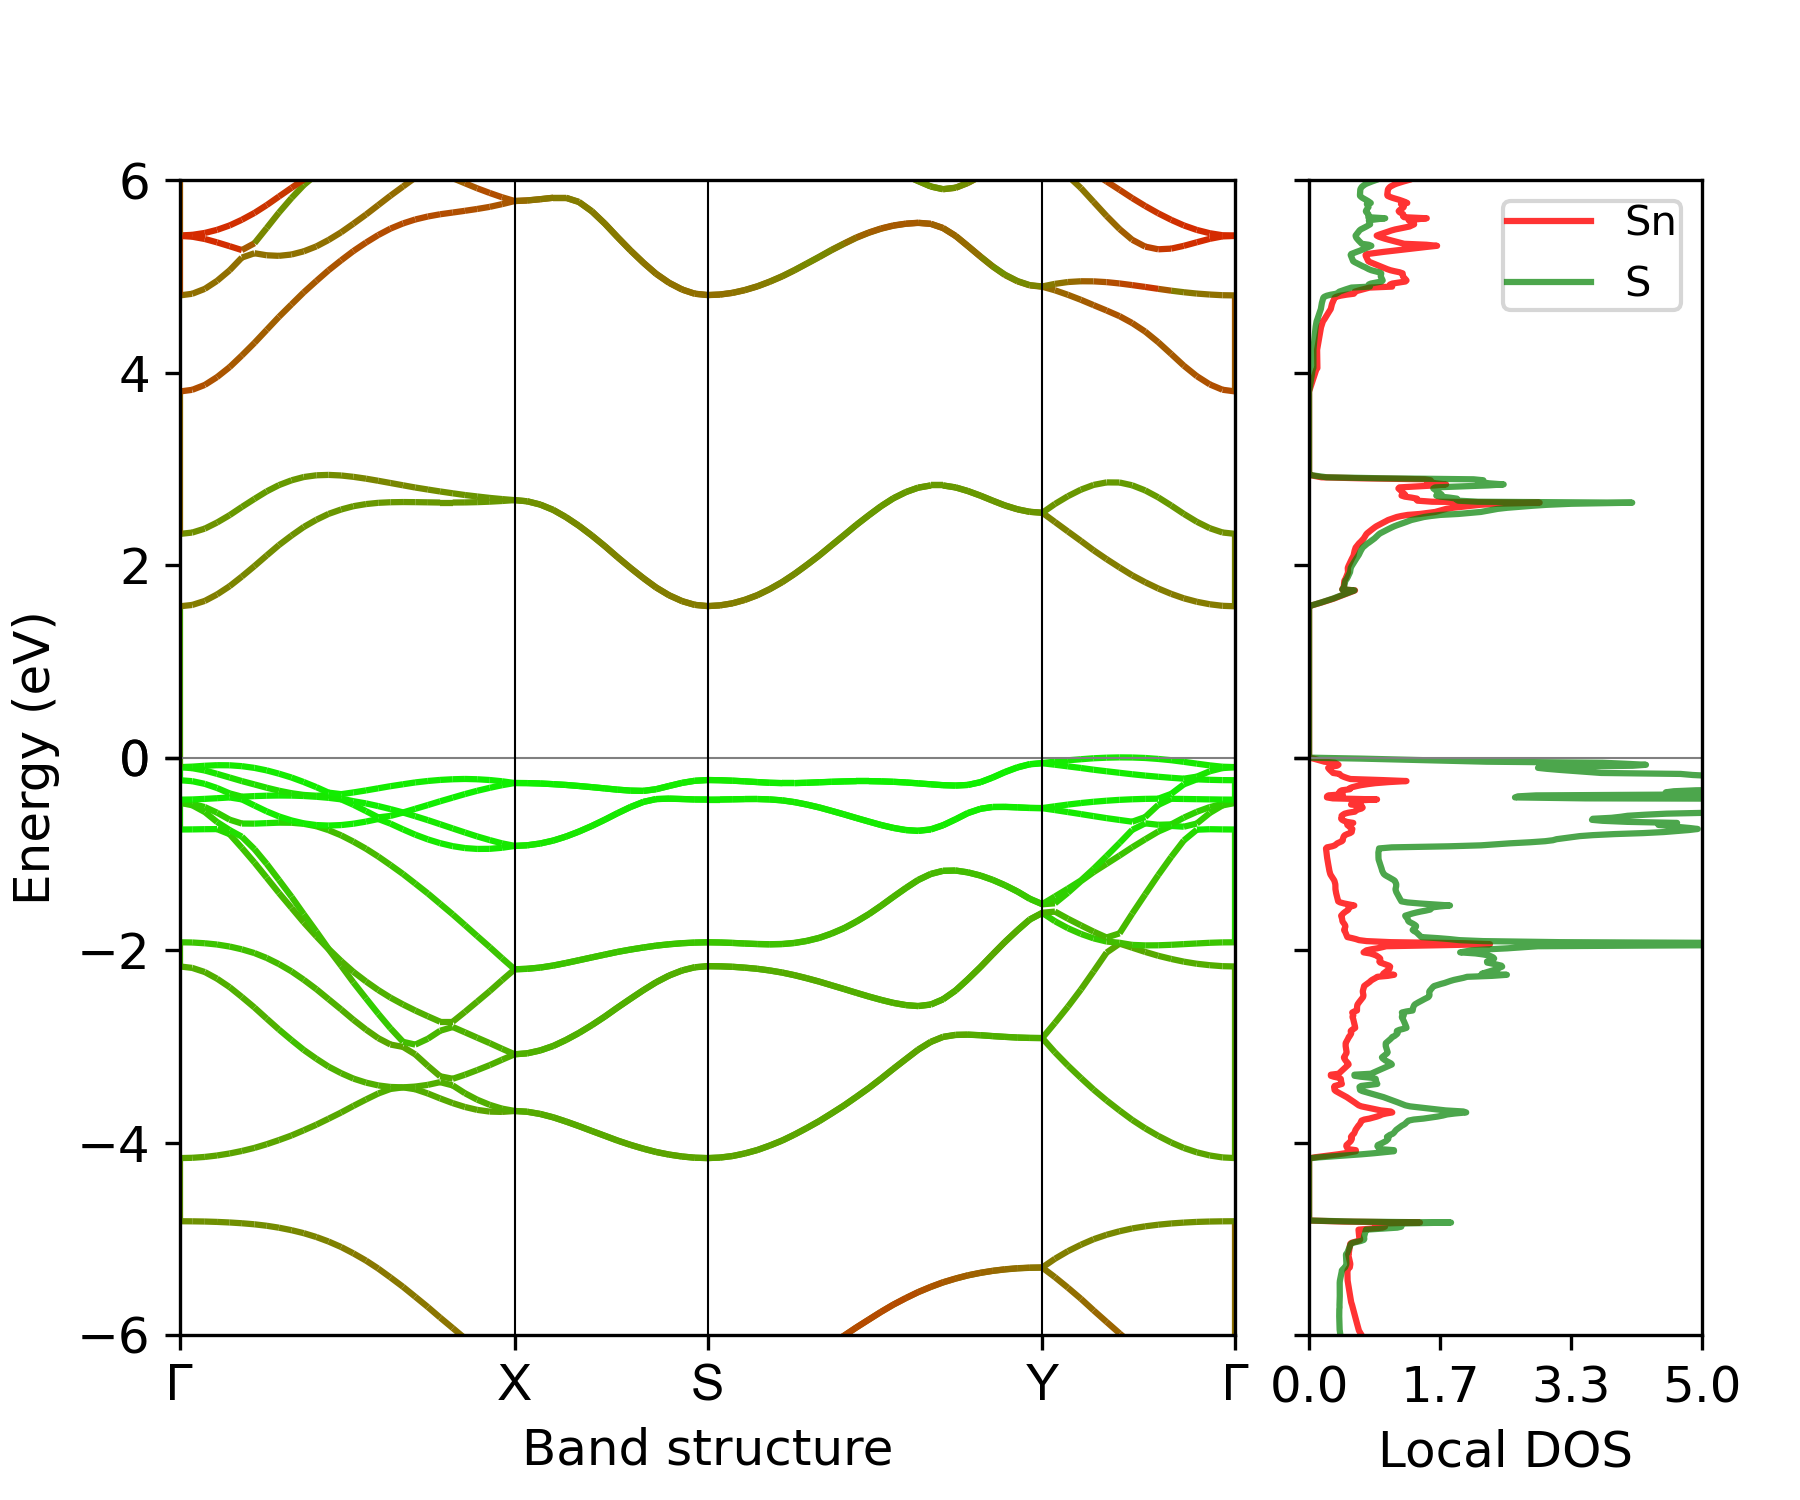 6
4
2
0
−2
−4
−6
Energy (eV)
Γ X S Y Γ
Band structure
Sn
S
0.0 1.7 3.3 5.0
Local DOS